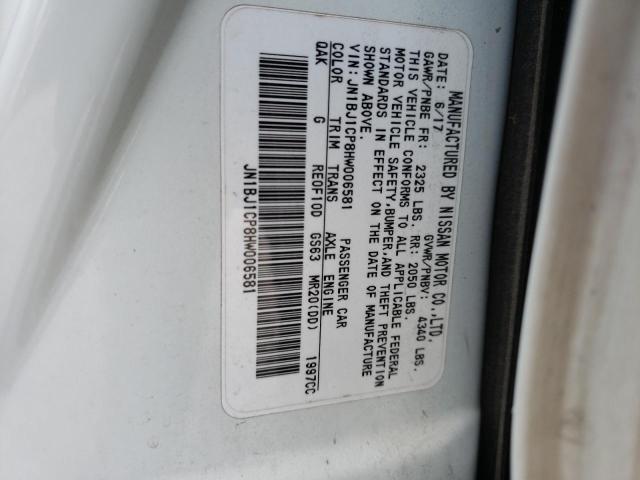 MANUFACTURED BY NISSAN MOTOR CO.,LTD.
DATE: 6/17 GVWR/PNBV: 4340 LBS.
GAWR/PNBE FR: 2325 LBS. RR: 2050 LBS.
THIS VEHICLE CONFORMS TO ALL APPLICABLE FEDERAL
MOTOR VEHICLE SAFETY,BUMPER,AND THEFT PREVENTION
STANDARDS IN EFFECT ON THE DATE OF MANUFACTURE
SHOWN ABOVE.
VIN:JN1BJ1CP8HW006581 PASSENGER CAR
COLOR TRIM TRANS AXLE ENGINE
QAK G RE0F10D GS63 MR20(DD) 1997CC
JN1BJ1CP8HW006581